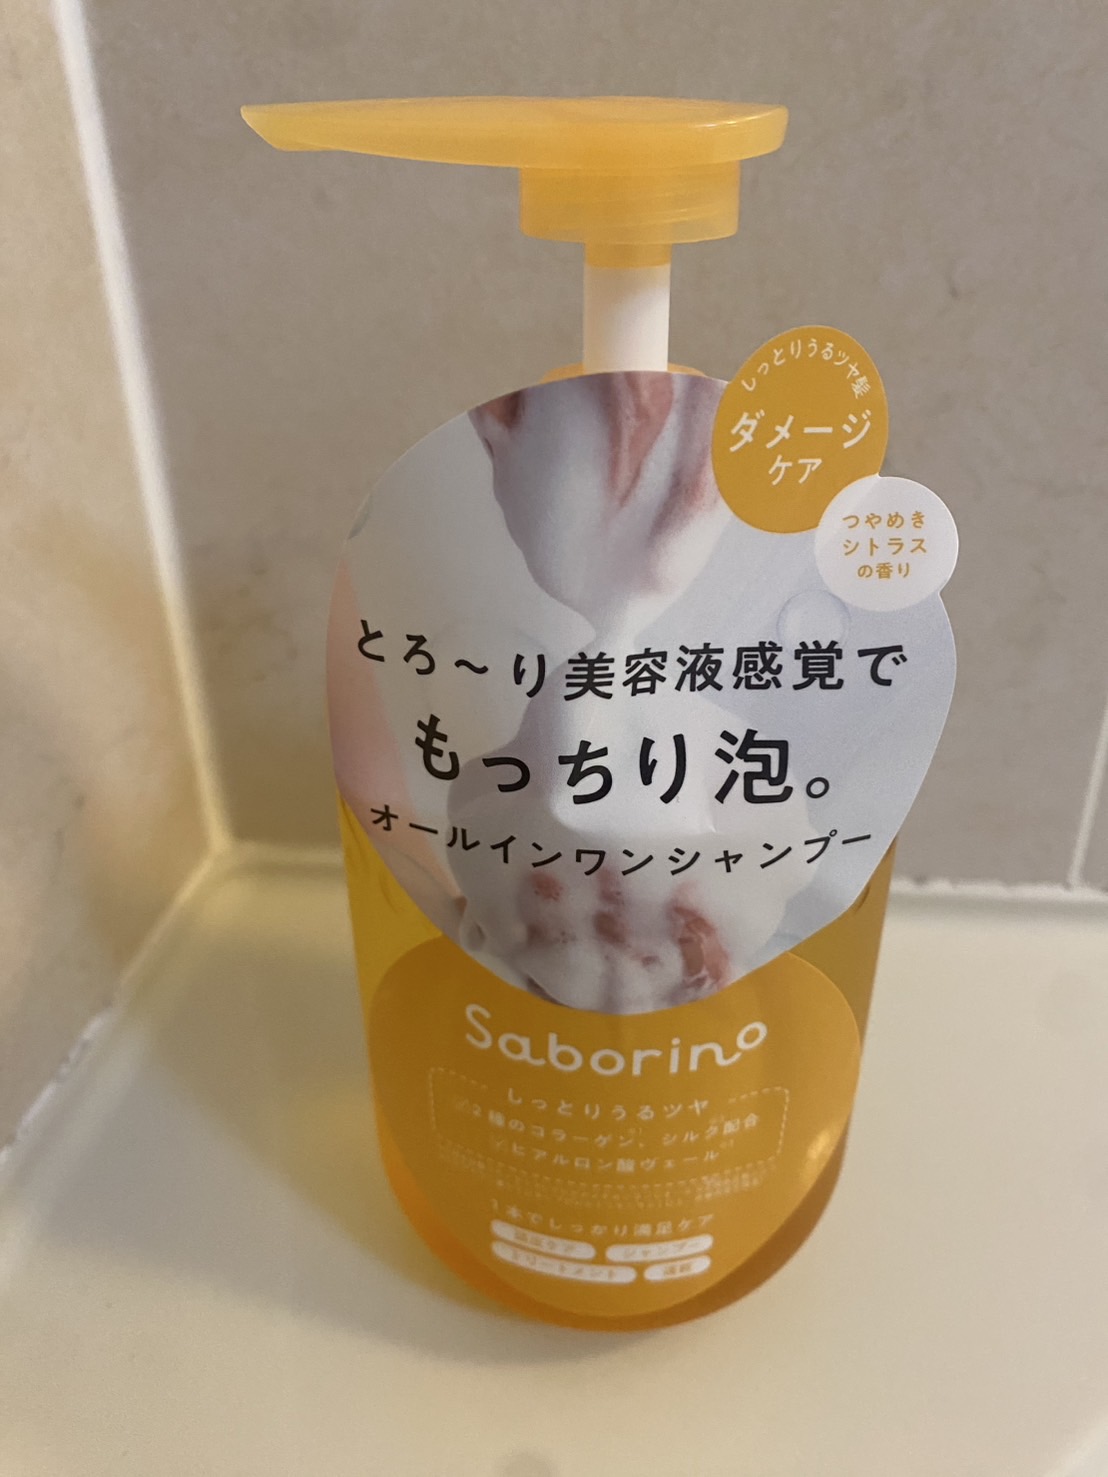 しっとりうるツヤ髪
ダメージ
ケア
つやめき
シトラス
の香り
とろ〜り美容液感覚で
もっちり泡。
オールインワンシャンプー
Saborino
しっとりうるツヤ
2種のコラーゲン、シルク配合
ヒアルロン酸ヴェール
1本でしっかり満足ケア
シャンプー
トリートメント